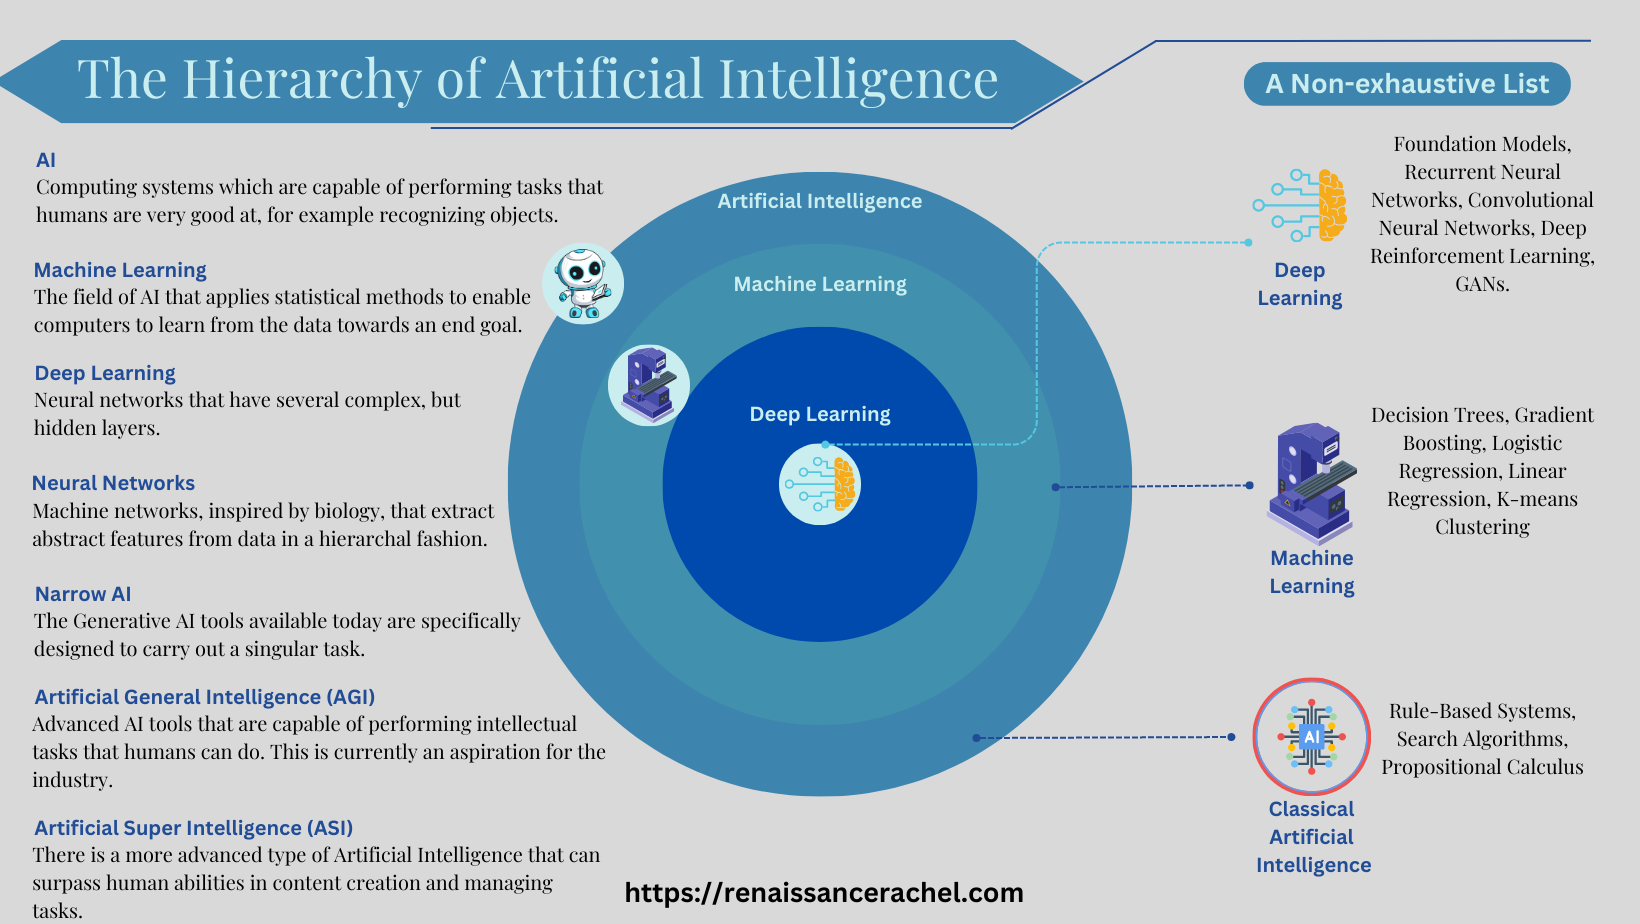 The Hierarchy of Artificial Intelligence
A Non-exhaustive List
AI
Computing systems which are capable of performing tasks that
humans are very good at, for example recognizing objects.
Machine Learning
The field of AI that applies statistical methods to enable
computers to learn from the data towards an end goal.
Deep Learning
Neural networks that have several complex, but
hidden layers.
Neural Networks
Machine networks, inspired by biology, that extract
abstract features from data in a hierarchal fashion.
Narrow AI
The Generative AI tools available today are specifically
designed to carry out a singular task.
Artificial General Intelligence (AGI)
Advanced AI tools that are capable of performing intellectual
tasks that humans can do. This is currently an aspiration for the
industry.
Artificial Super Intelligence (ASI)
There is a more advanced type of Artificial Intelligence that can
surpass human abilities in content creation and managing
tasks.
Artificial Intelligence
Machine Learning
Deep Learning
Deep
Learning
Foundation Models,
Recurrent Neural
Networks, Convolutional
Neural Networks, Deep
Reinforcement Learning,
GANs.
Machine
Learning
Decision Trees, Gradient
Boosting, Logistic
Regression, Linear
Regression, K-means
Clustering
AI
Classical
Artificial
Intelligence
Rule-Based Systems,
Search Algorithms,
Propositional Calculus
https://renaissancerachel.com